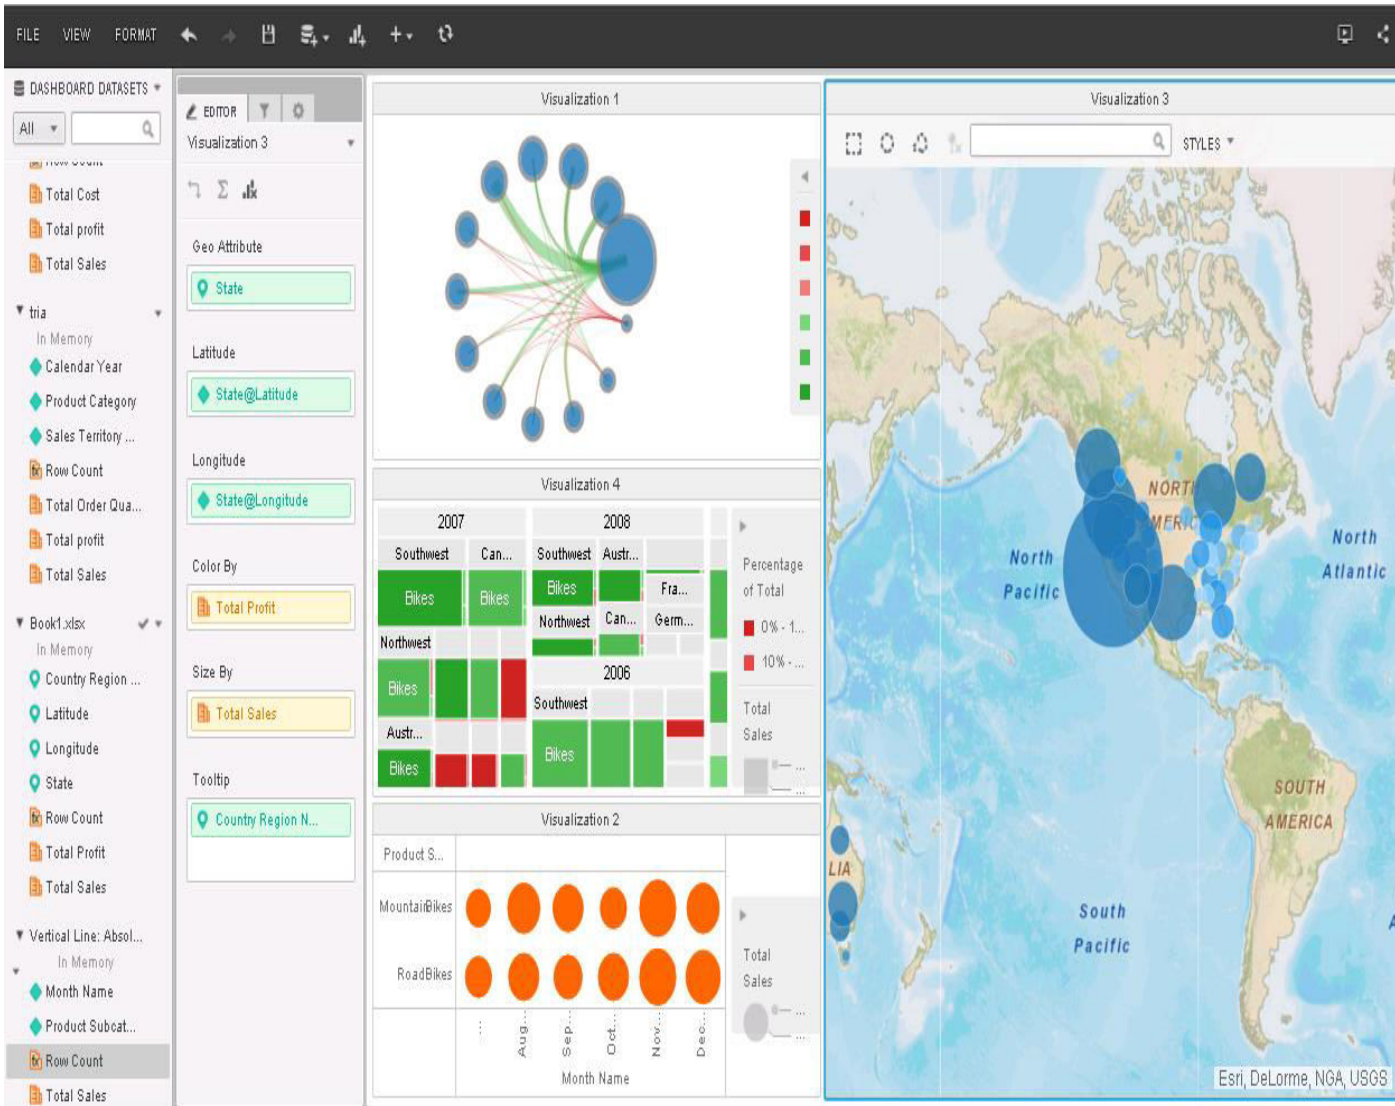 FILE VIEW FORMAT
DASHBOARD DATASETS
All
Row Count
Total Cost
Total profit
Total Sales
tria
In Memory
Calendar Year
Product Category
Sales Territory ...
Row Count
Total Order Qua...
Total profit
Total Sales
Book1.xlsx
In Memory
Country Region ...
Latitude
Longitude
State
Row Count
Total Profit
Total Sales
Vertical Line: Absol...
In Memory
Month Name
Product Subcat...
Row Count
Total Sales
EDITOR
Visualization 3
Geo Attribute
State
Latitude
State@Latitude
Longitude
State@Longitude
Color By
Total Profit
Size By
Total Sales
Tooltip
Country Region N...
Visualization 1
Visualization 4
2007 2008
Southwest Can... Southwest Austr...
Bikes Bikes Bikes Fra...
Northwest Can... Germ...
Northwest
2006
Bikes
Southwest
Austr...
Bikes Bikes
Percentage
of Total
0% - 1...
10% - ...
Total
Sales
...
...
Visualization 2
Product S...
MountainBikes
RoadBikes
... Aug... Sep... Oct... Nov... Dec...
Month Name
Total
Sales
...
...
Visualization 3
STYLES
NORTH
AMERIC
North
Pacific
North
Atlantic
SOUTH
AMERICA
LIA
South
Pacific
A
Esri, DeLorme, NGA, USGS